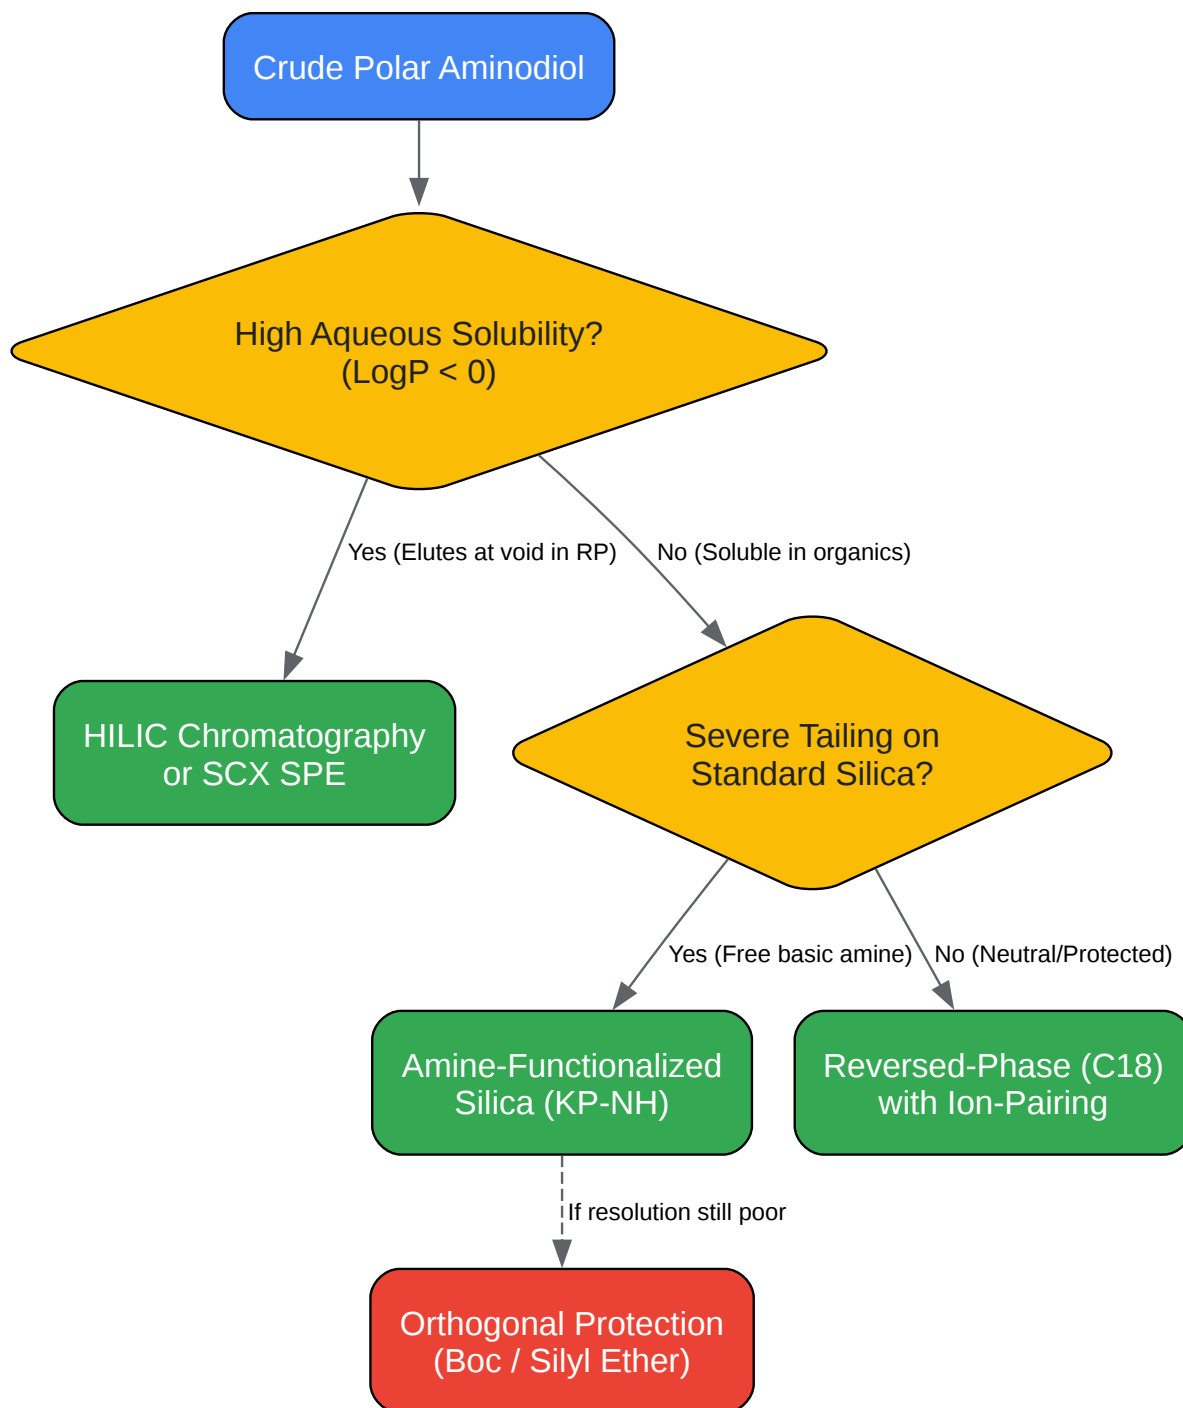 Crude Polar Aminodiol
High Aqueous Solubility?
(LogP < 0)
Yes (Elutes at void in RP)
No (Soluble in organics)
HILIC Chromatography
or SCX SPE
Severe Tailing on
Standard Silica?
Yes (Free basic amine)
No (Neutral/Protected)
Amine-Functionalized
Silica (KP-NH)
Reversed-Phase (C18)
with Ion-Pairing
If resolution still poor
Orthogonal Protection
(Boc / Silyl Ether)